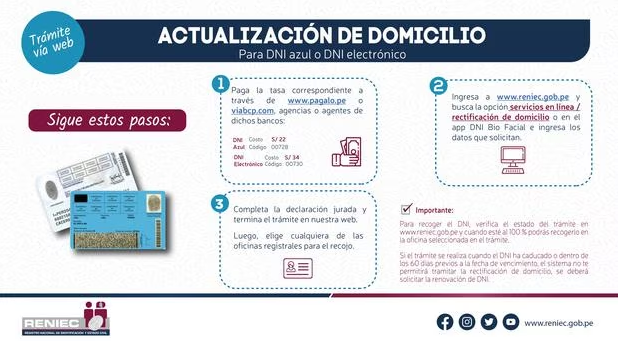 Trámite
vía web
ACTUALIZACIÓN DE DOMICILIO
Para DNI azul o DNI electrónico
Sigue estos pasos:
1
Paga la tasa correspondiente a
través de www.pagalo.pe o
viabcp.com, agencias o agentes de
dichos bancos:
DNI Costo S/ 22
Azul Código 00728
DNI Costo S/ 34
Electrónico Código 00730
2
Ingresa a www.reniec.gob.pe y
busca la opción servicios en línea /
rectificación de domicilio o en el
app DNI Bio Facial e ingresa los
datos que solicitan.
3
Completa la declaración jurada y
termina el trámite en nuestra web.
Luego, elige cualquiera de las
oficinas registrales para el recojo.
Importante:
Para recoger el DNI, verifica el estado del trámite en
www.reniec.gob.pe y cuando esté al 100 % podrás recogerlo en
la oficina seleccionada en el trámite.
Si el trámite se realiza cuando el DNI ha caducado o dentro de
los 60 días previos a la fecha de vencimiento, el sistema no te
permitirá tramitar la rectificación de domicilio, se deberá
solicitar la renovación de DNI.
RENIEC
REGISTRO NACIONAL DE IDENTIFICACIÓN Y ESTADO CIVIL
www.reniec.gob.pe